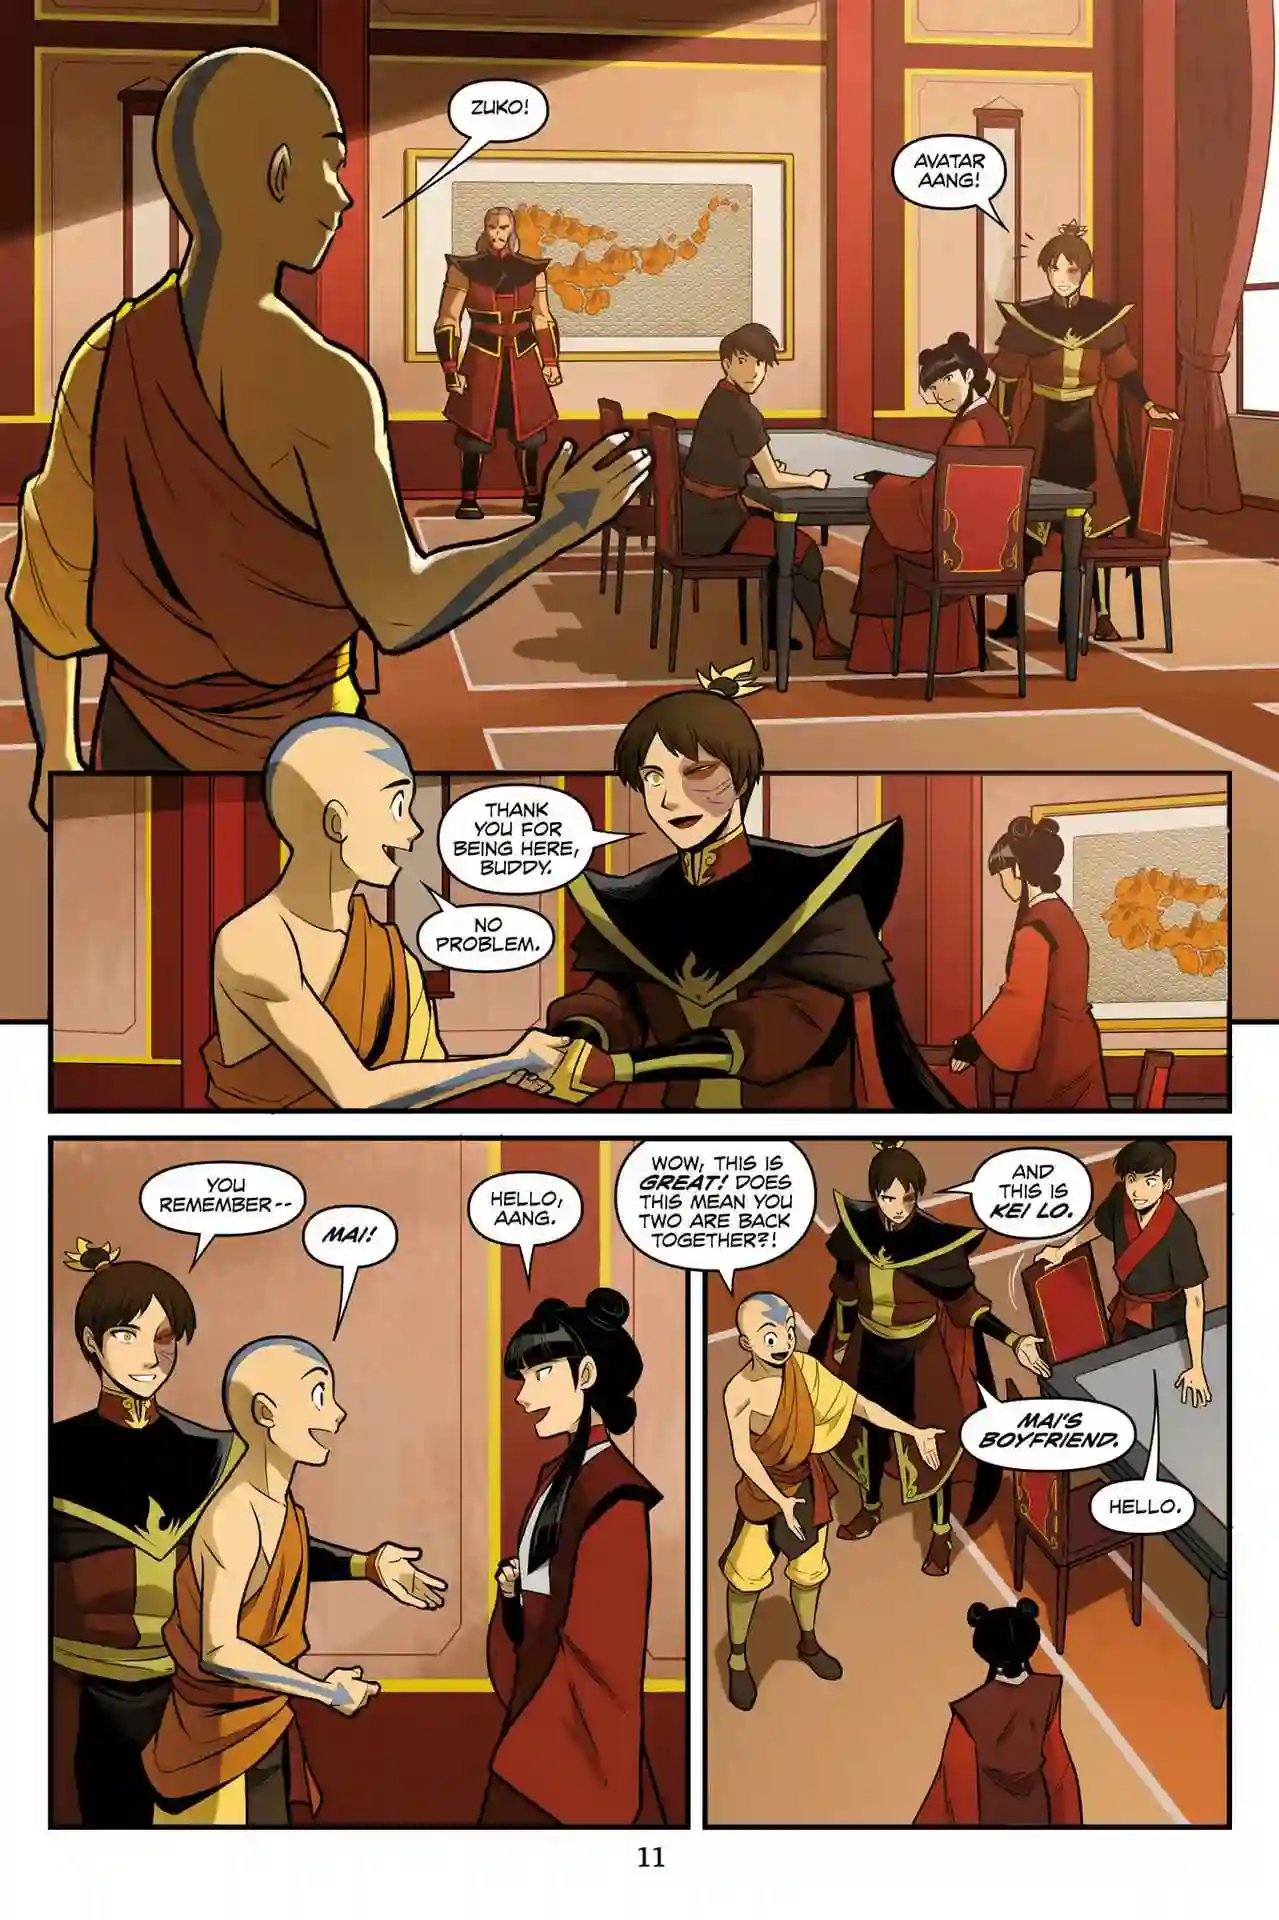 ZUKO!
AVATAR
AANG!
THANK
YOU FOR
BEING HERE,
BUDDY.
NO
PROBLEM.
YOU
REMEMBER--
MAI!
HELLO,
AANG.
WOW, THIS IS
GREAT! DOES
THIS MEAN YOU
TWO ARE BACK
TOGETHER?!
AND
THIS IS
KEI LO.
MAI'S
BOYFRIEND.
HELLO.
11